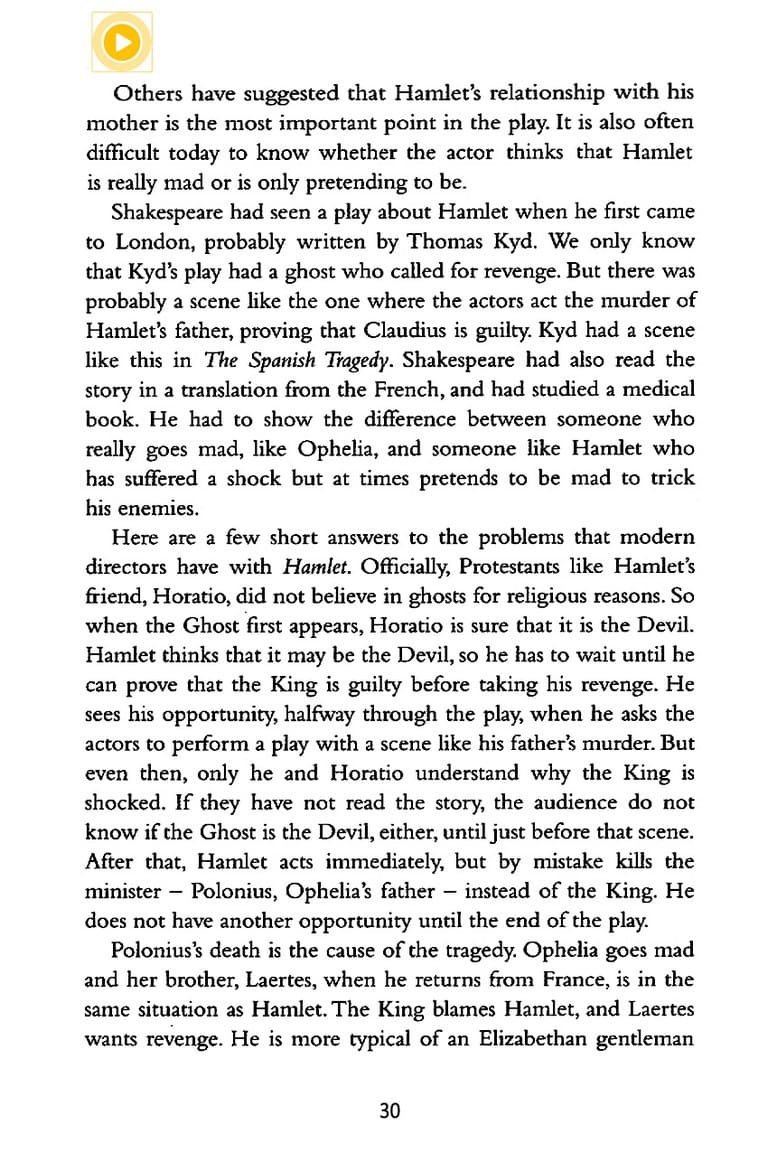 Others have suggested that Hamlet's relationship with his
mother is the most important point in the play. It is also often
difficult today to know whether the actor thinks that Hamlet
is really mad or is only pretending to be.
Shakespeare had seen a play about Hamlet when he first came
to London, probably written by Thomas Kyd. We only know
that Kyd's play had a ghost who called for revenge. But there was
probably a scene like the one where the actors act the murder of
Hamlet's father, proving that Claudius is guilty. Kyd had a scene
like this in The Spanish Tragedy. Shakespeare had also read the
story in a translation from the French, and had studied a medical
book. He had to show the difference between someone who
really goes mad, like Ophelia, and someone like Hamlet who
has suffered a shock but at times pretends to be mad to trick
his enemies.
Here are a few short answers to the problems that modern
directors have with Hamlet. Officially, Protestants like Hamlet's
friend, Horatio, did not believe in ghosts for religious reasons. So
when the Ghost first appears, Horatio is sure that it is the Devil.
Hamlet thinks that it may be the Devil, so he has to wait until he
can prove that the King is guilty before taking his revenge. He
sees his opportunity, halfway through the play, when he asks the
actors to perform a play with a scene like his father's murder. But
even then, only he and Horatio understand why the King is
shocked. If they have not read the story, the audience do not
know if the Ghost is the Devil, either, until just before that scene.
After that, Hamlet acts immediately, but by mistake kills the
minister – Polonius, Ophelia's father – instead of the King. He
does not have another opportunity until the end of the play.
Polonius's death is the cause of the tragedy. Ophelia goes mad
and her brother, Laertes, when he returns from France, is in the
same situation as Hamlet. The King blames Hamlet, and Laertes
wants revenge. He is more typical of an Elizabethan gentleman
30